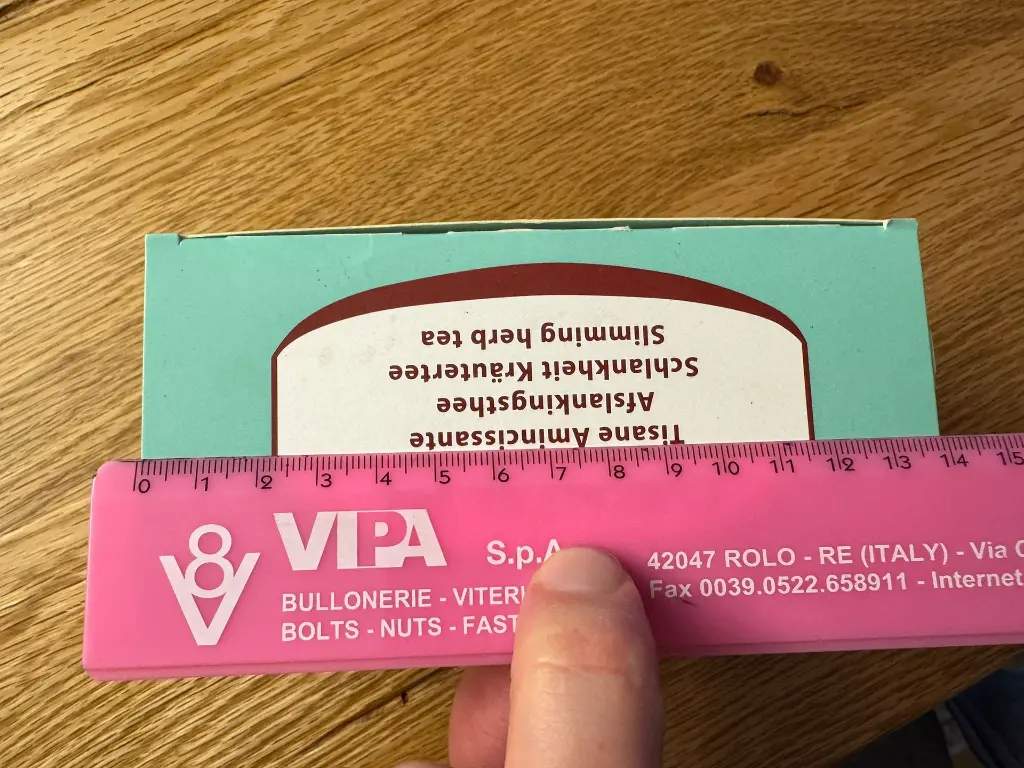 Slimming herb tea
Schlankheit Kräutertee
Afslankingsthee
Tisane Amincissante
0 1 2 3 4 5 6 7 8 9 10 11 12 13 14 15
8V
VIPA S.p.A
BULLONERIE - VITERI
BOLTS - NUTS - FAST
42047 ROLO - RE (ITALY) - Via
Fax 0039.0522.658911 - Internet